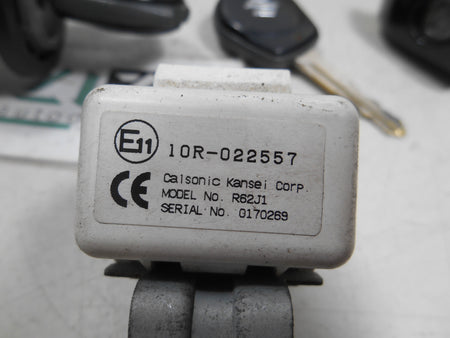 E11 10R-022557
CE Calsonic Kansei Corp.
MODEL No. R62J1
SERIAL No. 0170269